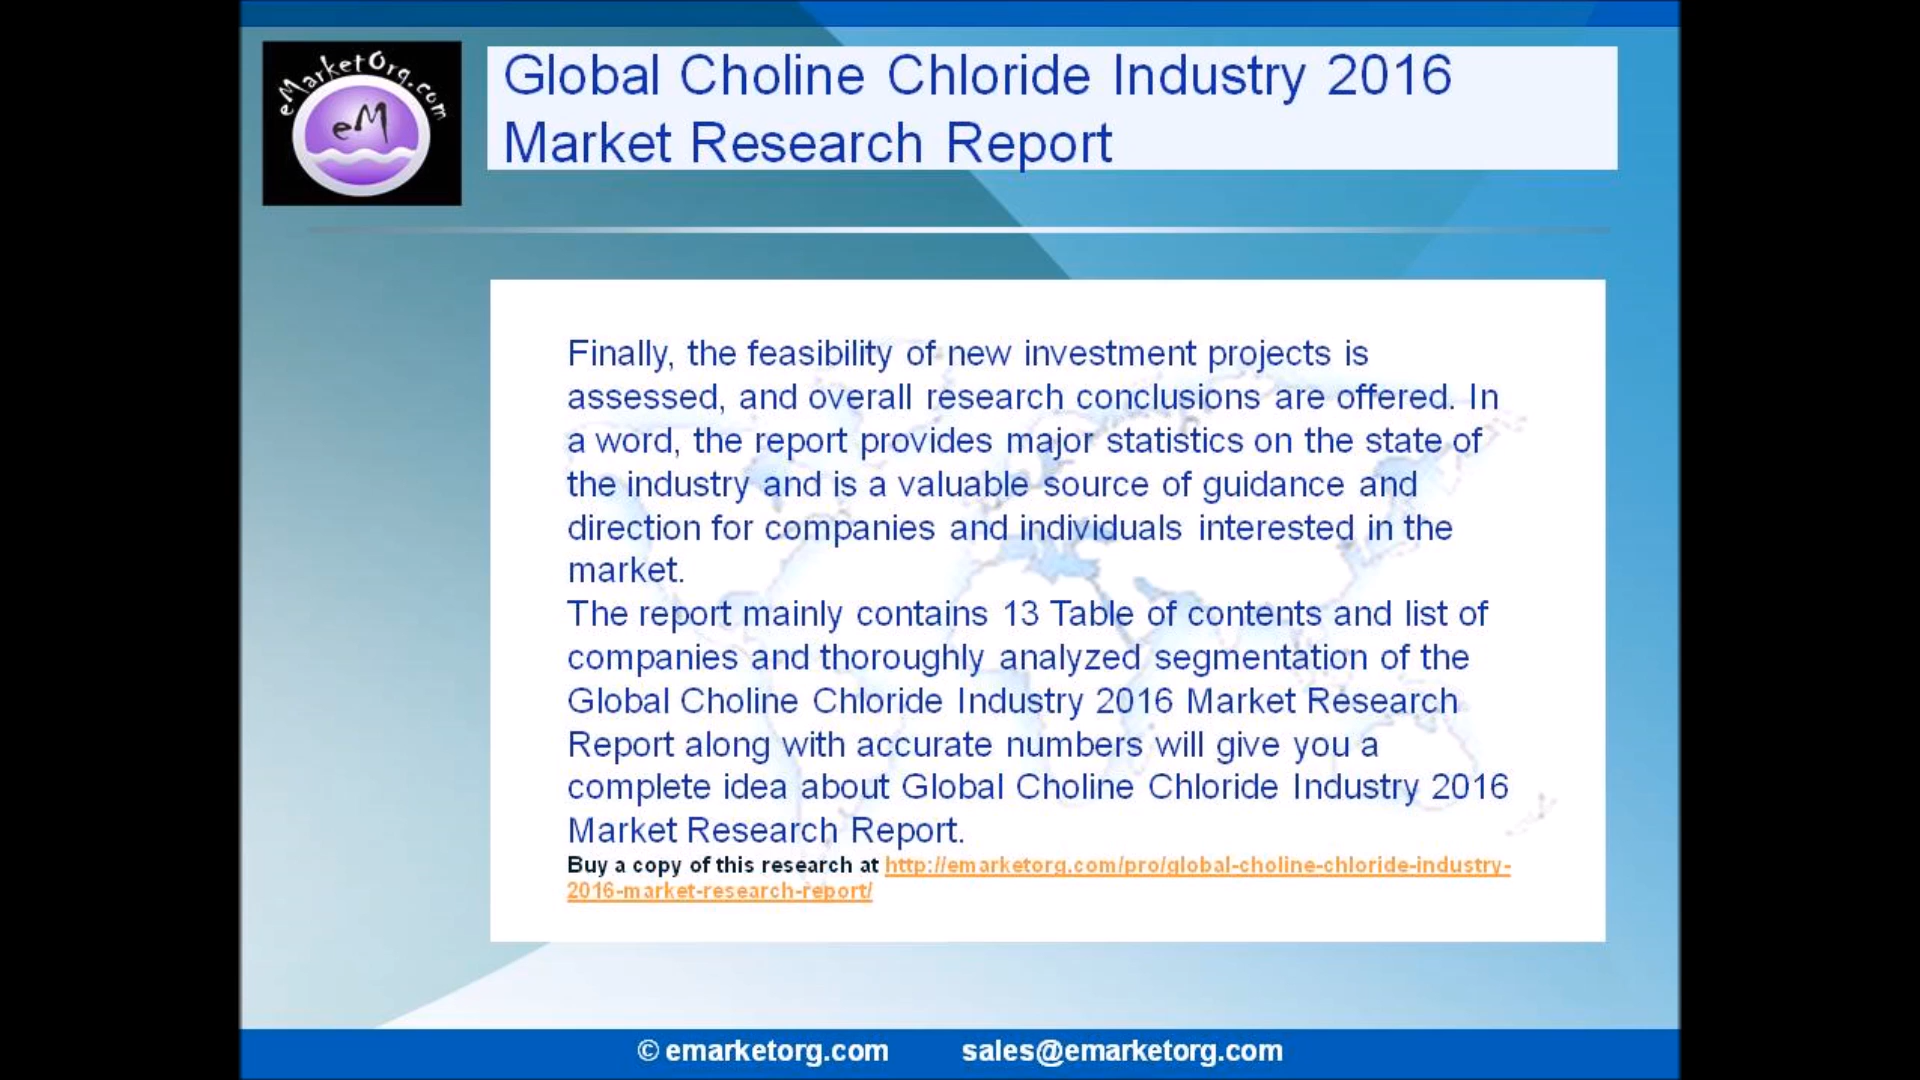 eMarketOrg.com
eM
Global Choline Chloride Industry 2016
Market Research Report
Finally, the feasibility of new investment projects is
assessed, and overall research conclusions are offered. In
a word, the report provides major statistics on the state of
the industry and is a valuable source of guidance and
direction for companies and individuals interested in the
market.
The report mainly contains 13 Table of contents and list of
companies and thoroughly analyzed segmentation of the
Global Choline Chloride Industry 2016 Market Research
Report along with accurate numbers will give you a
complete idea about Global Choline Chloride Industry 2016
Market Research Report.
Buy a copy of this research at http://emarketorg.com/pro/global-choline-chloride-industry-
2016-market-research-report/
© emarketorg.com sales@emarketorg.com